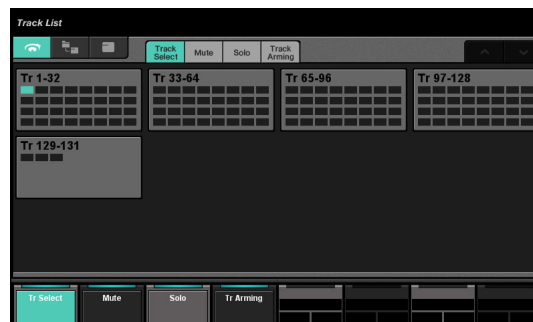 Track List
Track
Select
Mute
Solo
Track
Arming
Tr 1-32
Tr 33-64
Tr 65-96
Tr 97-128
Tr 129-131
Tr Select
Mute
Solo
Tr Arming